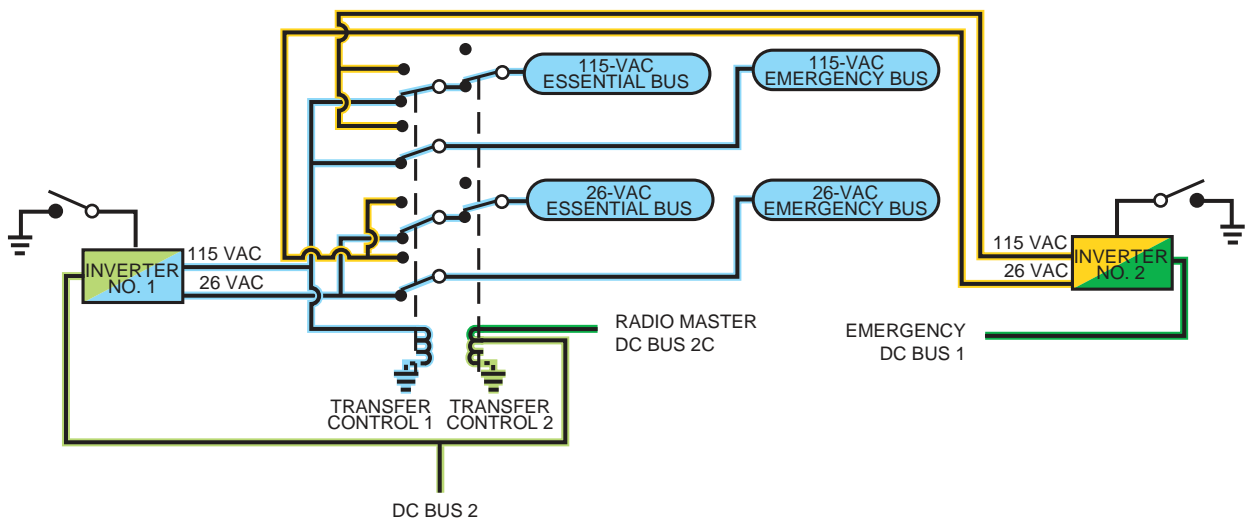 115-VAC
ESSENTIAL BUS
115-VAC
EMERGENCY BUS
26-VAC
ESSENTIAL BUS
26-VAC
EMERGENCY BUS
115 VAC
INVERTER
NO. 1
26 VAC
115 VAC
INVERTER
NO. 2
26 VAC
RADIO MASTER
DC BUS 2C
EMERGENCY
DC BUS 1
TRANSFER
CONTROL 1
TRANSFER
CONTROL 2
DC BUS 2